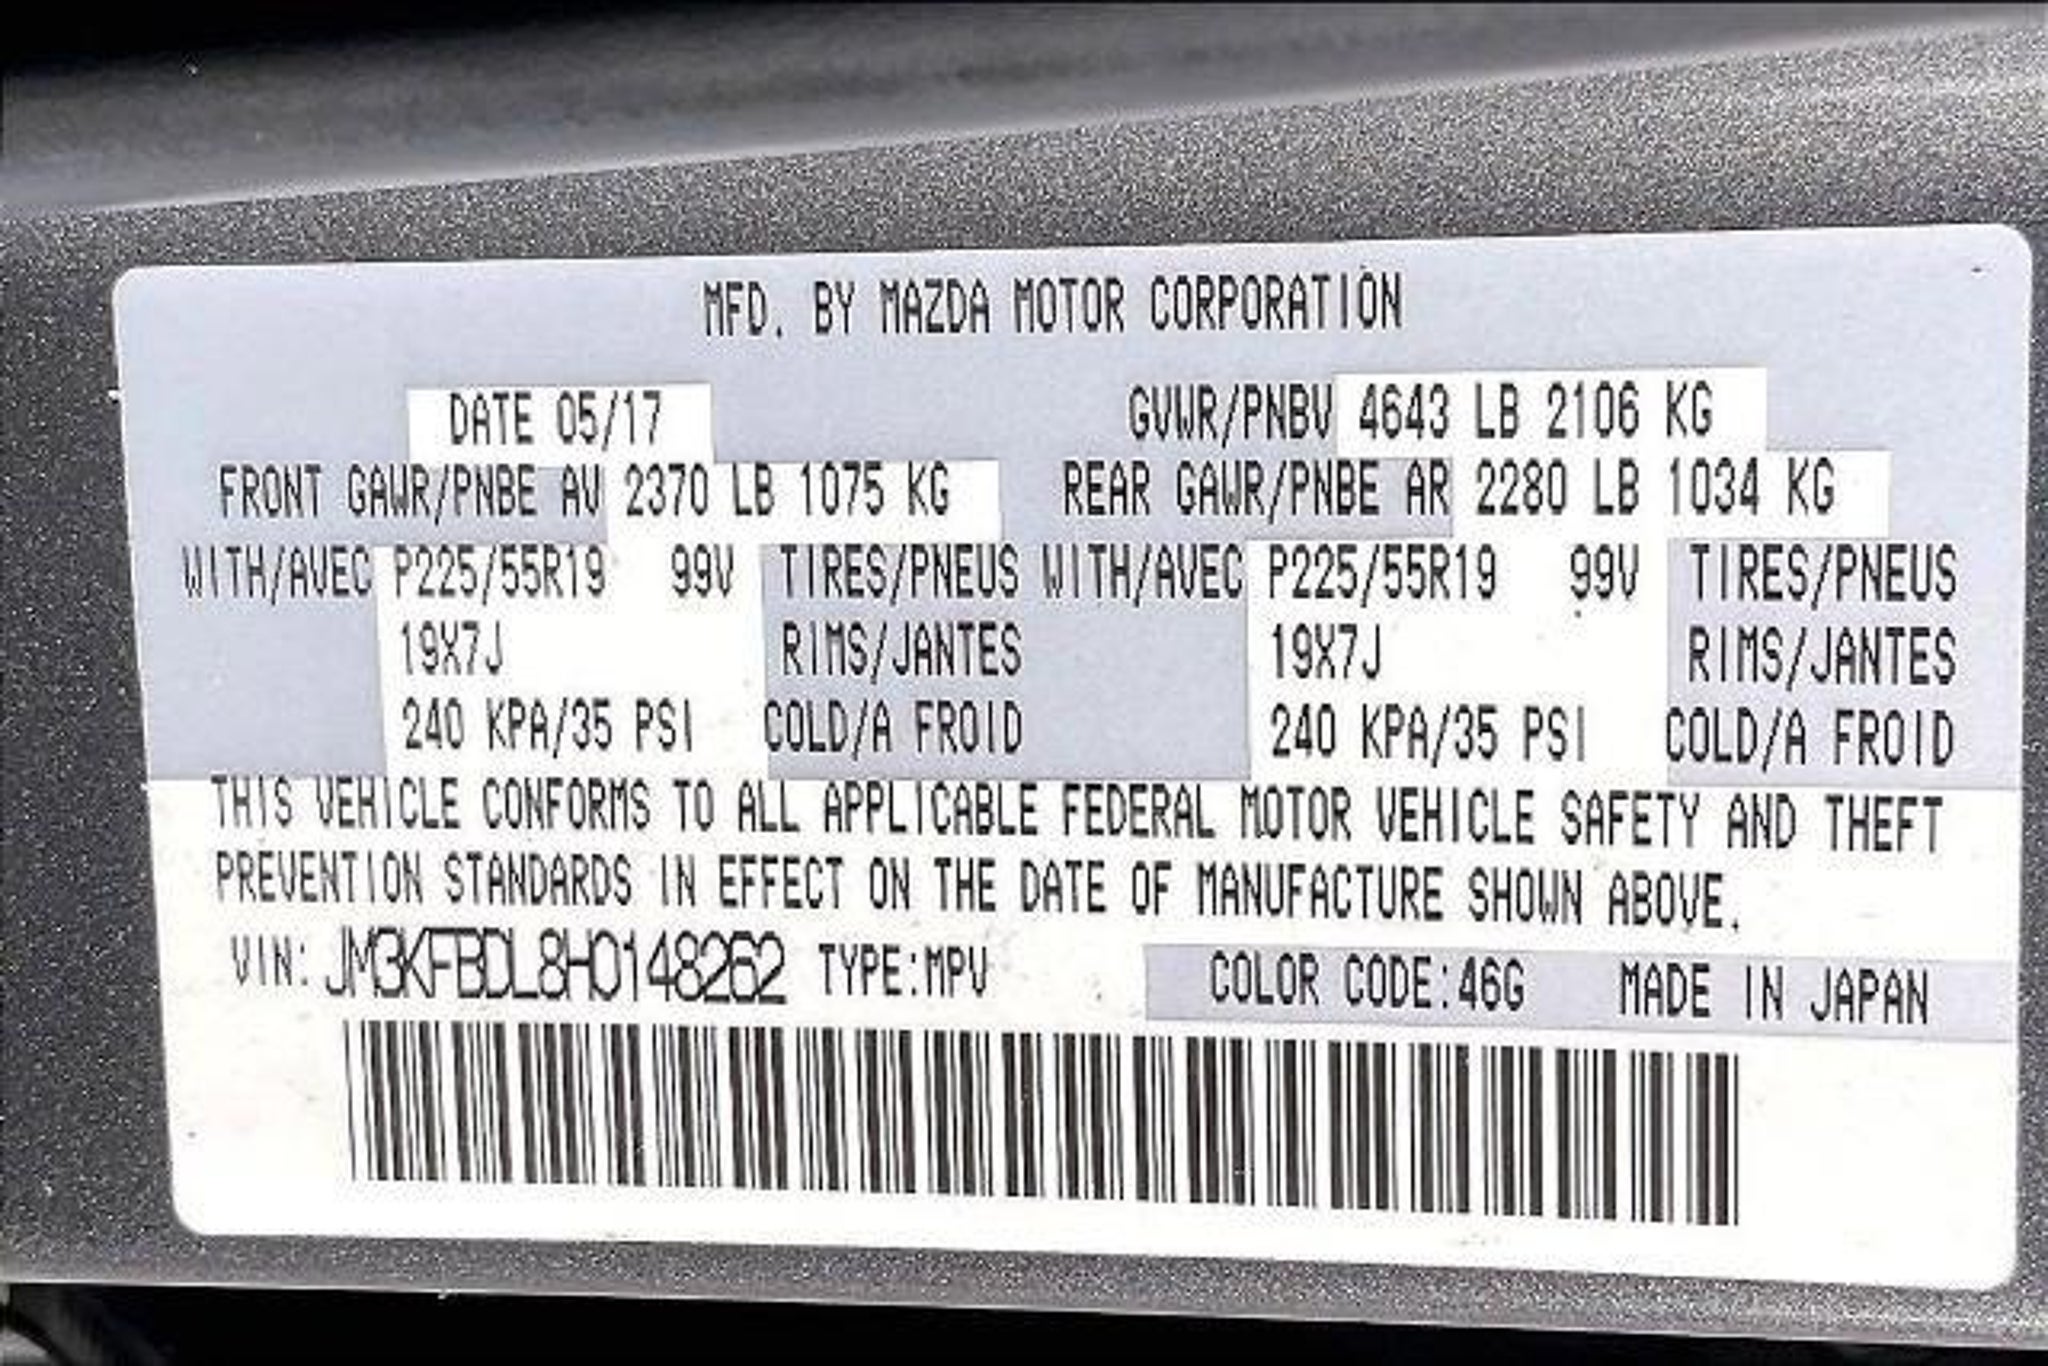 MFD. BY MAZDA MOTOR CORPORATION
DATE 05/17 GVWR/PNBV 4643 LB 2106 KG
FRONT GAWR/PNBE AV 2370 LB 1075 KG REAR GAWR/PNBE AR 2280 LB 1034 KG
WITH/AVEC P225/55R19 99V TIRES/PNEUS WITH/AVEC P225/55R19 99V TIRES/PNEUS
19X7J RIMS/JANTES 19X7J RIMS/JANTES
240 KPA/35 PSI COLD/A FROID 240 KPA/35 PSI COLD/A FROID
THIS VEHICLE CONFORMS TO ALL APPLICABLE FEDERAL MOTOR VEHICLE SAFETY AND THEFT
PREVENTION STANDARDS IN EFFECT ON THE DATE OF MANUFACTURE SHOWN ABOVE.
VIN: JM3KFBDL8H0148262 TYPE:MPV COLOR CODE:46G MADE IN JAPAN